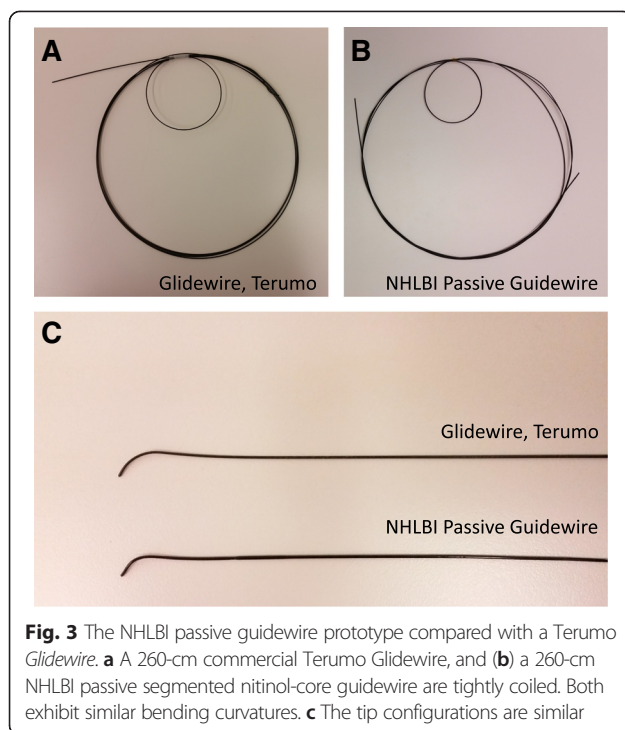 A
Glidewire, Terumo
B
NHLBI Passive Guidewire
C
Glidewire, Terumo
NHLBI Passive Guidewire
Fig. 3 The NHLBI passive guidewire prototype compared with a Terumo
Glidewire. a A 260-cm commercial Terumo Glidewire, and (b) a 260-cm
NHLBI passive segmented nitinol-core guidewire are tightly coiled. Both
exhibit similar bending curvatures. c The tip configurations are similar